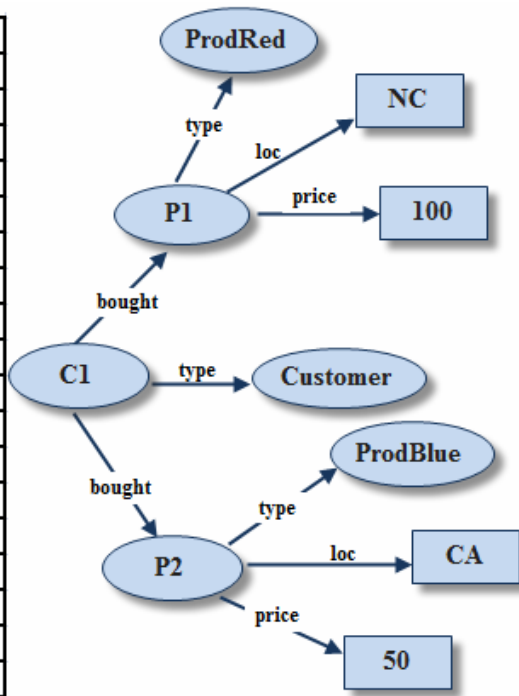 ProdRed
NC
type
loc
P1
price
100
bought
C1
type
Customer
ProdBlue
bought
type
loc
CA
P2
price
50